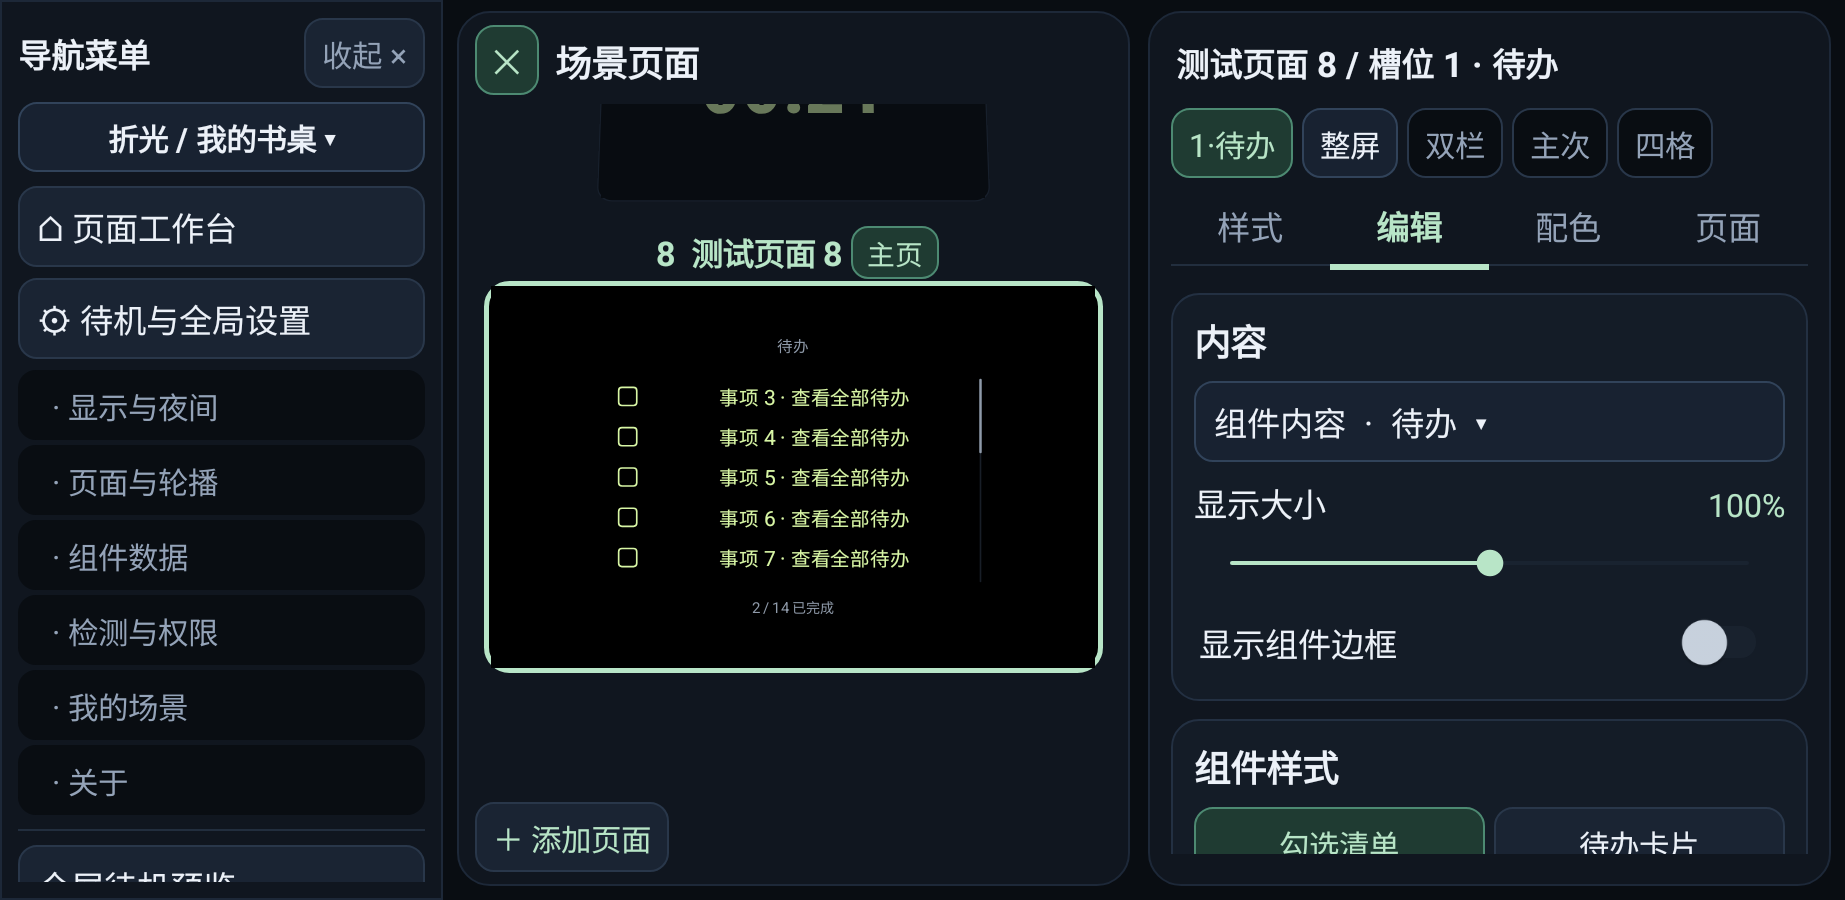 导航菜单
收起 ×
折光 / 我的书桌 ▾
页面工作台
待机与全局设置
· 显示与夜间
· 页面与轮播
· 组件数据
· 检测与权限
· 我的场景
· 关于
场景页面
8 测试页面 8 主页
待办
事项 3 · 查看全部待办
事项 4 · 查看全部待办
事项 5 · 查看全部待办
事项 6 · 查看全部待办
事项 7 · 查看全部待办
2 / 14 已完成
+ 添加页面
测试页面 8 / 槽位 1 · 待办
1·待办 整屏 双栏 主次 四格
样式 编辑 配色 页面
内容
组件内容 · 待办 ▾
显示大小 100%
显示组件边框
组件样式
勾选清单 待办卡片